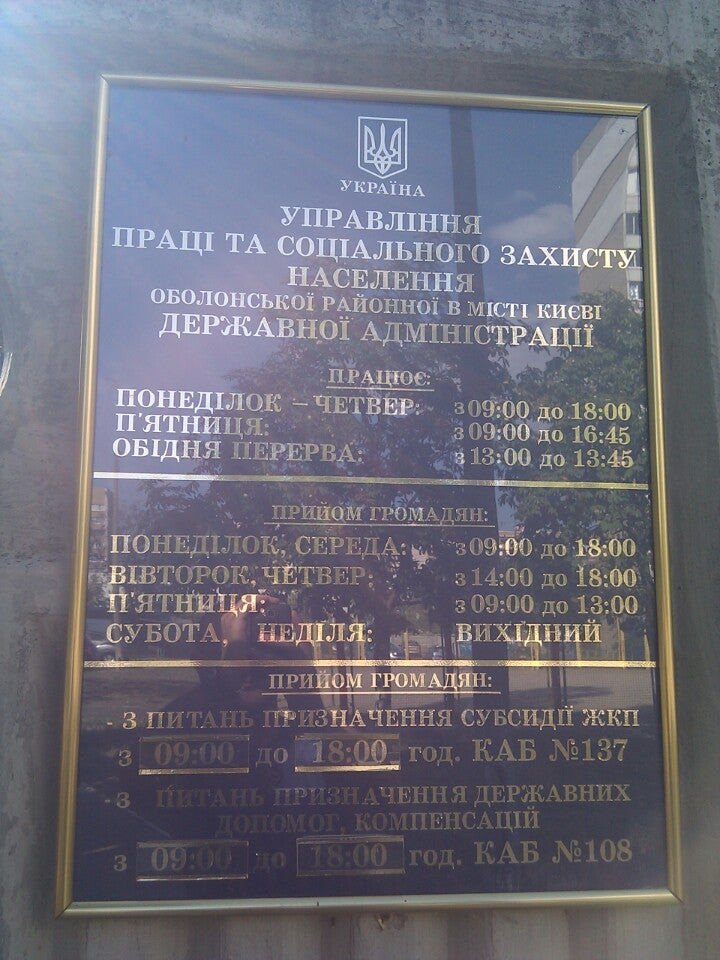 УКРАЇНА
УПРАВЛІННЯ
ПРАЦІ ТА СОЦІАЛЬНОГО ЗАХИСТУ
НАСЕЛЕННЯ
ОБОЛОНСЬКОЇ РАЙОННОЇ В МІСТІ КИЄВІ
ДЕРЖАВНОЇ АДМІНІСТРАЦІЇ
ПРАЦЮЄ:
ПОНЕДІЛОК – ЧЕТВЕР: з 09:00 до 18:00
П'ЯТНИЦЯ: з 09:00 до 16:45
ОБІДНЯ ПЕРЕРВА: з 13:00 до 13:45
ПРИЙОМ ГРОМАДЯН:
ПОНЕДІЛОК, СЕРЕДА: з 09:00 до 18:00
ВІВТОРОК, ЧЕТВЕР: з 14:00 до 18:00
П'ЯТНИЦЯ: з 09:00 до 13:00
СУБОТА, НЕДІЛЯ: ВИХІДНИЙ
ПРИЙОМ ГРОМАДЯН:
- З ПИТАНЬ ПРИЗНАЧЕННЯ СУБСИДІЇ ЖКП
з 09:00 до 18:00 год. КАБ №137
- З ПИТАНЬ ПРИЗНАЧЕННЯ ДЕРЖАВНИХ
ДОПОМОГ, КОМПЕНСАЦІЙ
з 09:00 до 18:00 год. КАБ №108